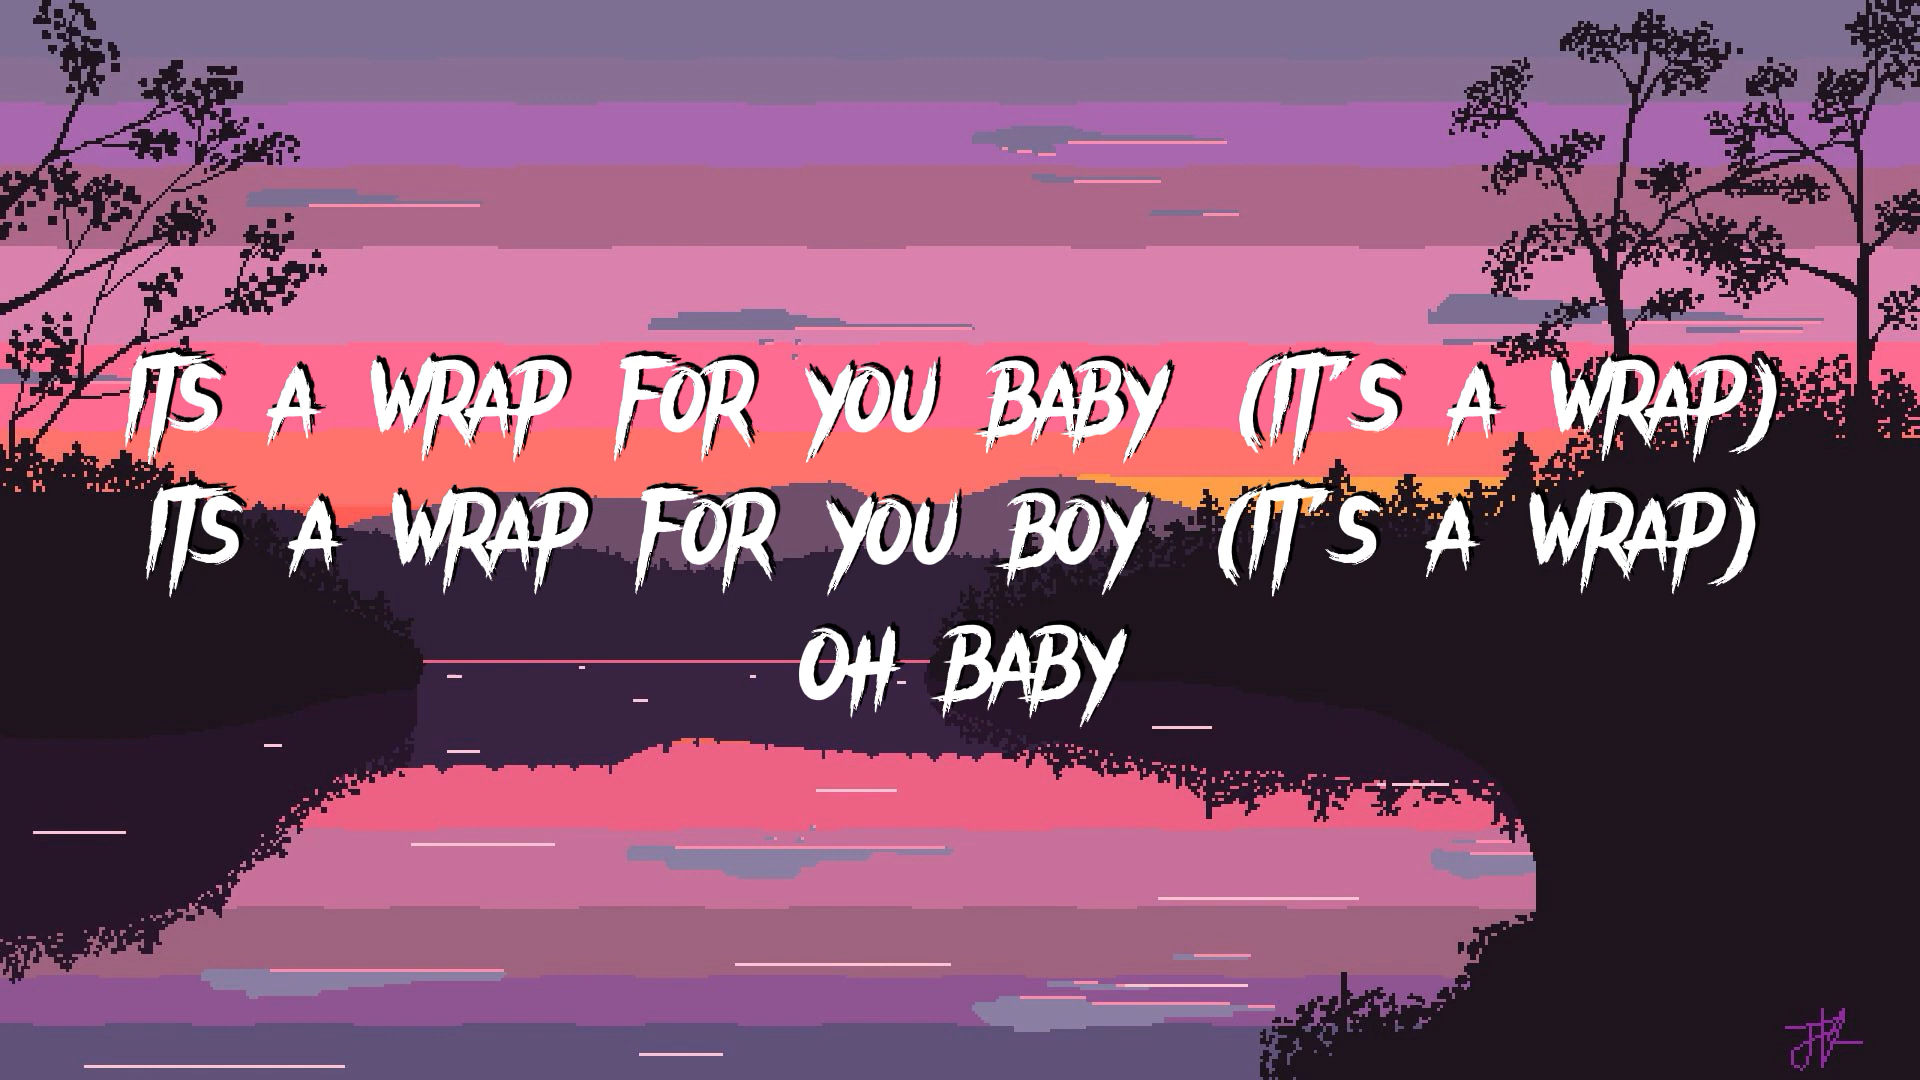 ITS A WRAP FOR YOU BABY (IT'S A WRAP)
ITS A WRAP FOR YOU BOY (IT'S A WRAP)
OH BABY